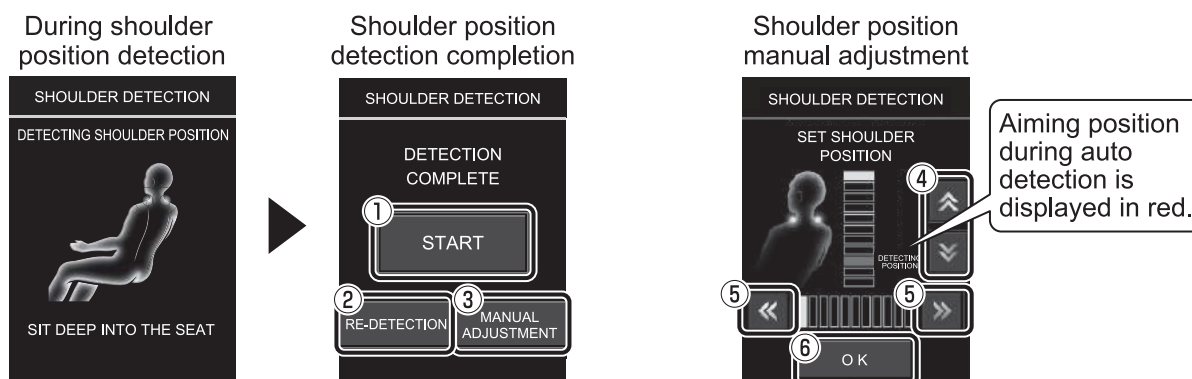 During shoulder
position detection
SHOULDER DETECTION
DETECTING SHOULDER POSITION
SIT DEEP INTO THE SEAT
Shoulder position
detection completion
SHOULDER DETECTION
DETECTION
COMPLETE
①
START
②
RE-DETECTION
③
MANUAL
ADJUSTMENT
Shoulder position
manual adjustment
SHOULDER DETECTION
SET SHOULDER
POSITION
④
DETECTING
POSITION
⑤
⑤
⑥
OK
Aiming position
during auto
detection is
displayed in red.